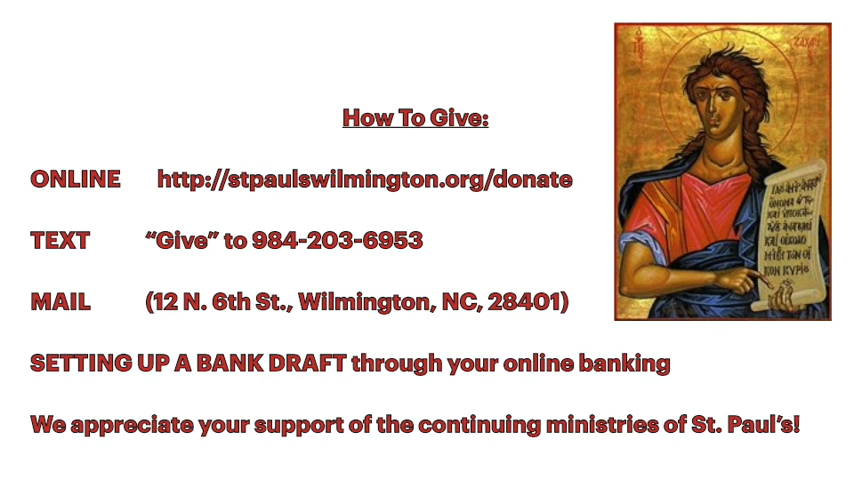 How To Give:
ONLINE http://stpaulswilmington.org/donate
TEXT “Give” to 984-203-6953
MAIL (12 N. 6th St., Wilmington, NC, 28401)
SETTING UP A BANK DRAFT through your online banking
We appreciate your support of the continuing ministries of St. Paul’s!